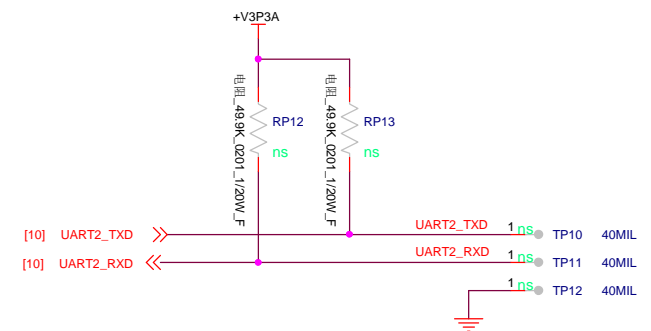 +V3P3A
电阻_49.9K_0201_1/20W_F
RP12
ns
电阻_49.9K_0201_1/20W_F
RP13
ns
[10] UART2_TXD
UART2_TXD
1 ns TP10 40MIL
[10] UART2_RXD
UART2_RXD
1 ns TP11 40MIL
1 ns TP12 40MIL